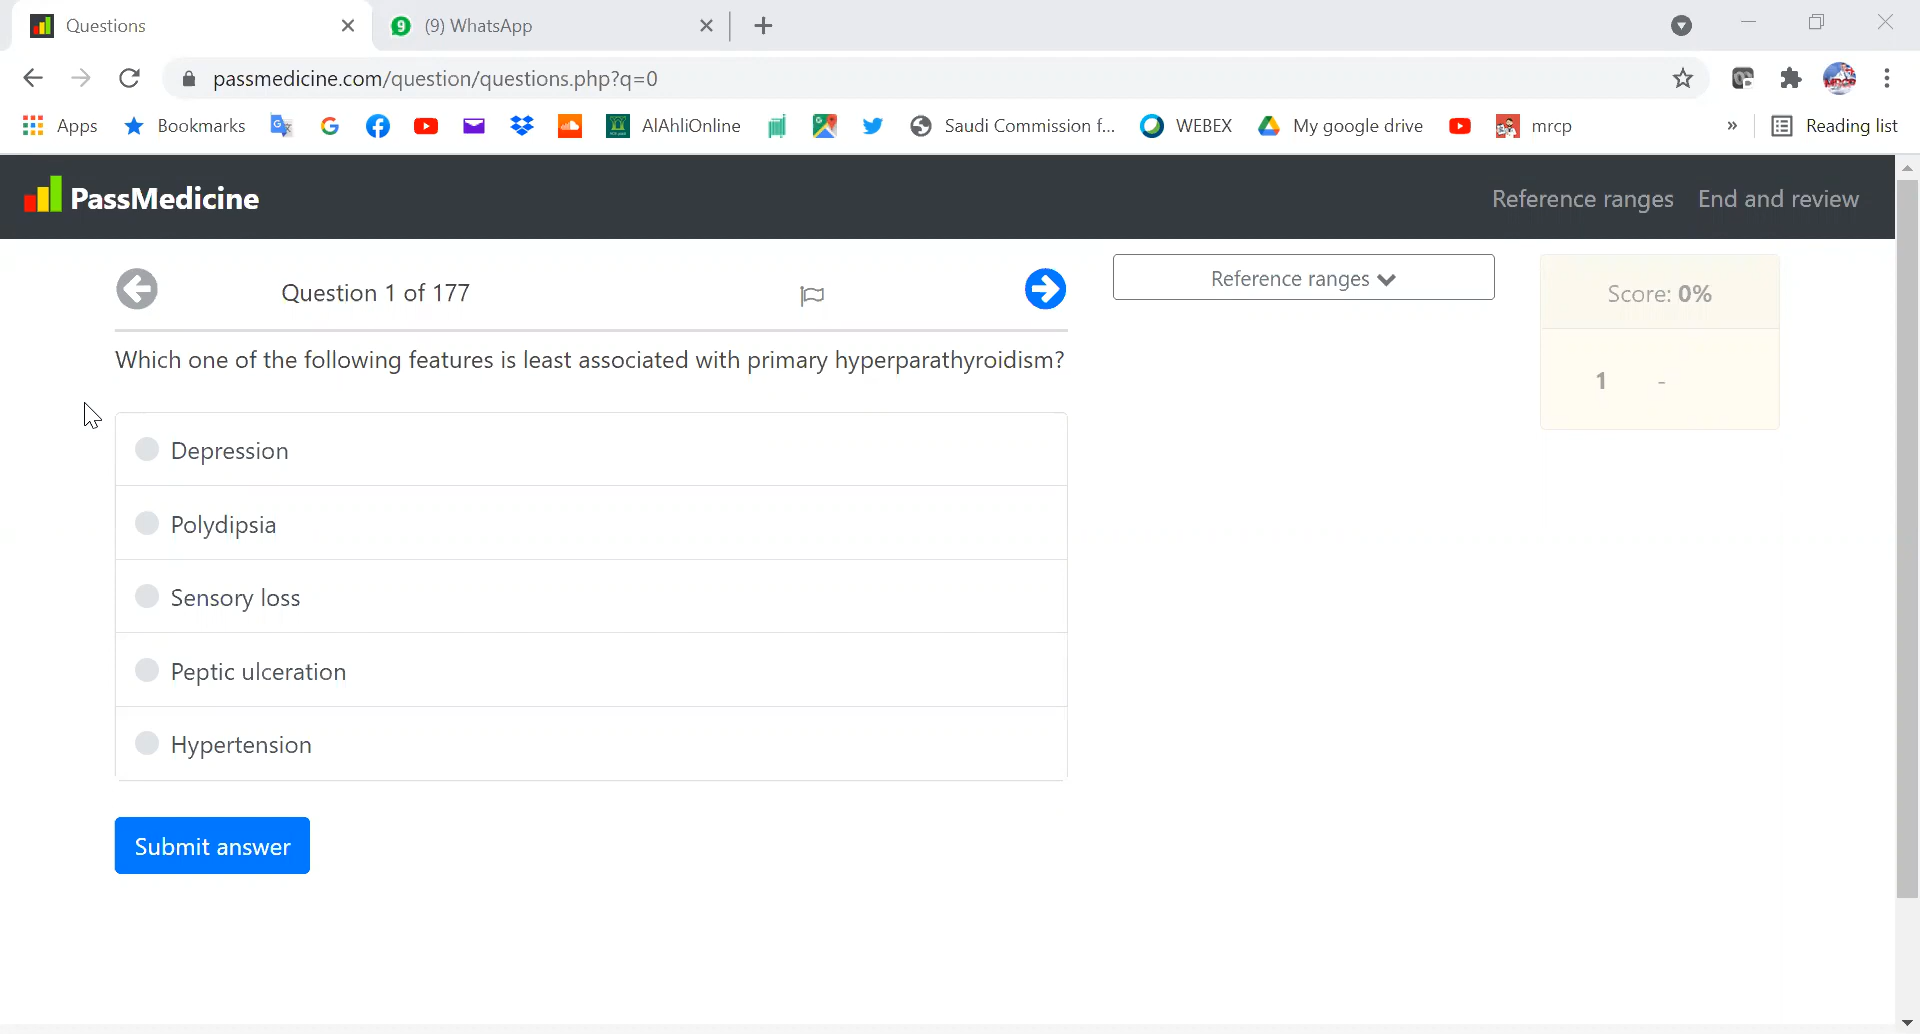 Questions
(9) WhatsApp
passmedicine.com/question/questions.php?q=0
Apps Bookmarks AlAhliOnline Saudi Commission f... WEBEX My google drive mrcp » Reading list
PassMedicine Reference ranges End and review
Question 1 of 177 Reference ranges Score: 0%
Which one of the following features is least associated with primary hyperparathyroidism?
1 -
Depression
Polydipsia
Sensory loss
Peptic ulceration
Hypertension
Submit answer